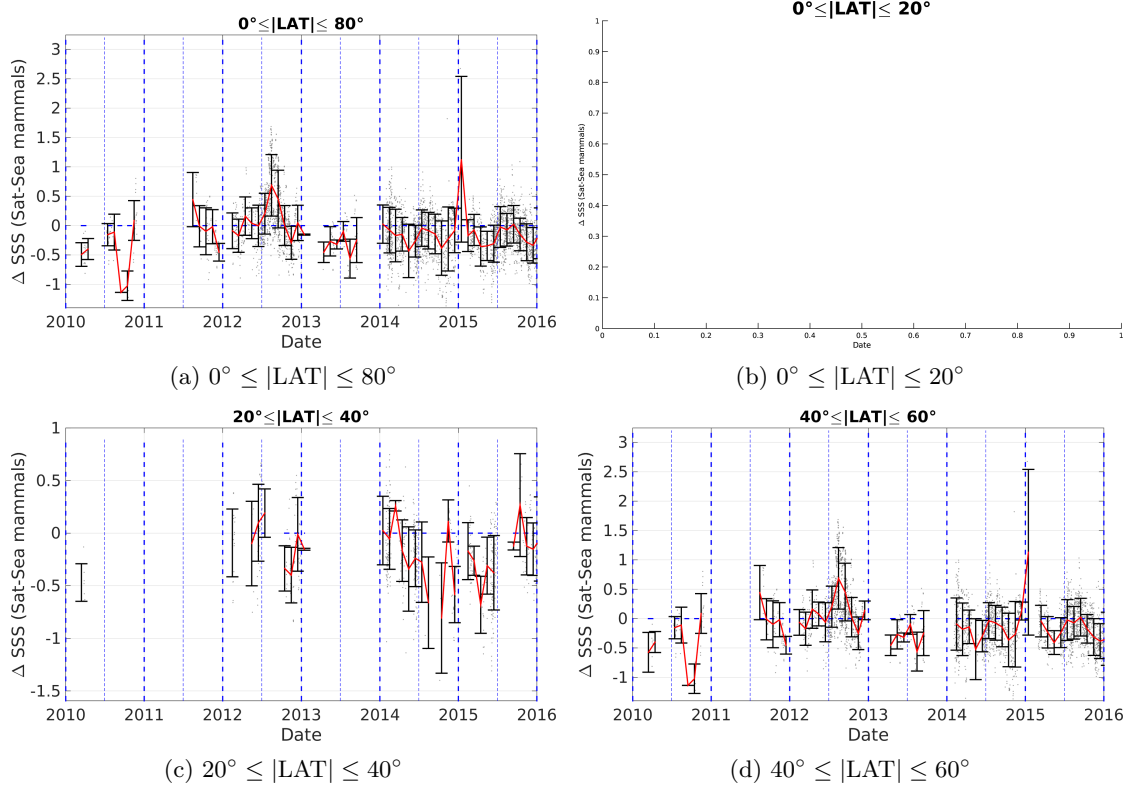 0°≤|LAT|≤ 80°
Δ SSS (Sat-Sea mammals)
3
2.5
2
1.5
1
0.5
0
-0.5
-1
2010 2011 2012 2013 2014 2015 2016
Date
(a) 0° ≤ |LAT| ≤ 80°
0°≤|LAT|≤ 20°
Δ SSS (Sat-Sea mammals)
1
0.9
0.8
0.7
0.6
0.5
0.4
0.3
0.2
0.1
0
0 0.1 0.2 0.3 0.4 0.5 0.6 0.7 0.8 0.9 1
Date
(b) 0° ≤ |LAT| ≤ 20°
20°≤|LAT|≤ 40°
Δ SSS (Sat-Sea mammals)
1
0.5
0
-0.5
-1
-1.5
2010 2011 2012 2013 2014 2015 2016
Date
(c) 20° ≤ |LAT| ≤ 40°
40°≤|LAT|≤ 60°
Δ SSS (Sat-Sea mammals)
3
2.5
2
1.5
1
0.5
0
-0.5
-1
2010 2011 2012 2013 2014 2015 2016
Date
(d) 40° ≤ |LAT| ≤ 60°